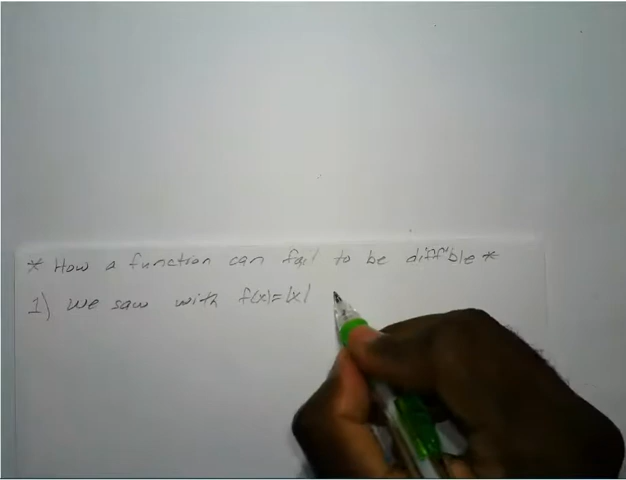 * How a function can fail to be diff'ble *
1) We saw with f(x)=|x|